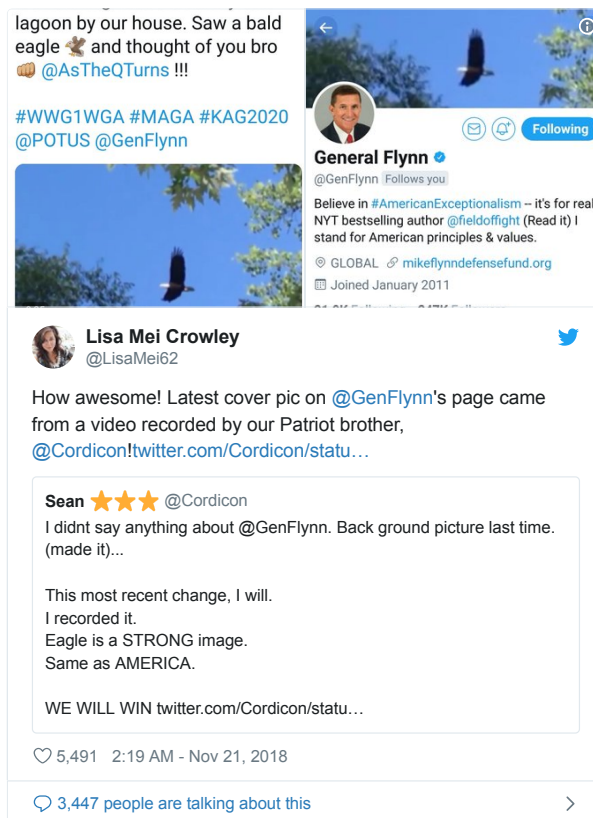 lagoon by our house. Saw a bald
eagle 🦅 and thought of you bro
👊🏼 @AsTheQTurns !!!
#WWG1WGA #MAGA #KAG2020
@POTUS @GenFlynn
Following
General Flynn
@GenFlynn Follows you
Believe in #AmericanExceptionalism -- it's for real
NYT bestselling author @fieldoffight (Read it) I
stand for American principles & values.
GLOBAL mikeflynndefensefund.org
Joined January 2011
Lisa Mei Crowley
@LisaMei62
How awesome! Latest cover pic on @GenFlynn's page came
from a video recorded by our Patriot brother,
@Cordicon!twitter.com/Cordicon/statu…
Sean ⭐⭐⭐ @Cordicon
I didnt say anything about @GenFlynn. Back ground picture last time.
(made it)...
This most recent change, I will.
I recorded it.
Eagle is a STRONG image.
Same as AMERICA.
WE WILL WIN twitter.com/Cordicon/statu…
5,491 2:19 AM - Nov 21, 2018
3,447 people are talking about this